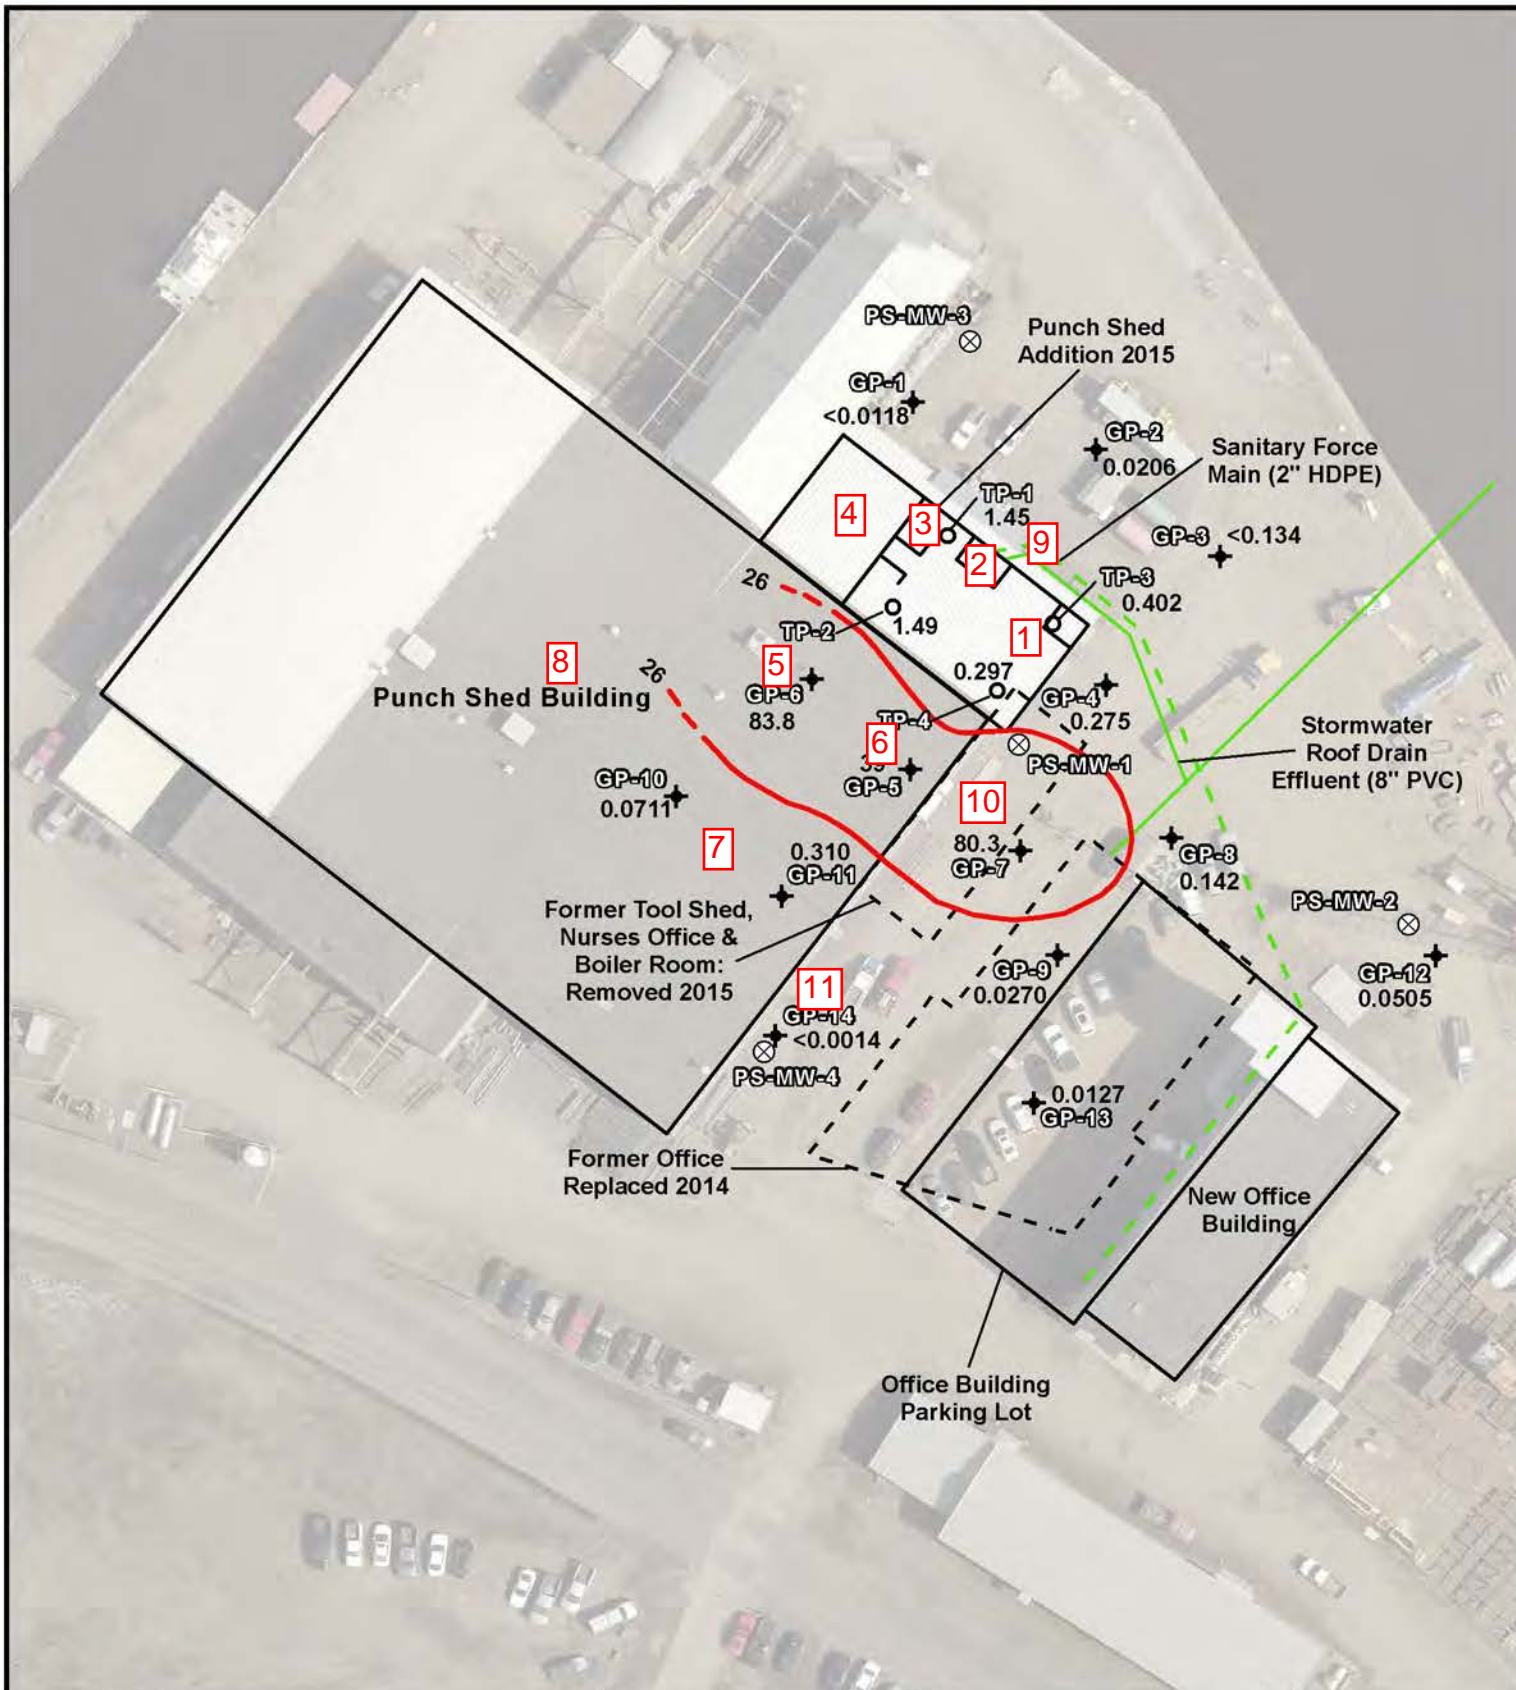 PS-MW-3
Punch Shed
Addition 2015
GP-1
<0.0118
GP-2
0.0206
Sanitary Force
Main (2" HDPE)
TP-1
1.45
4
3
9
2
GP-3 <0.134
TP-3
0.402
26
TP-2
1.49
1
8
5
26
Punch Shed Building
GP-6
83.8
0.297
TP-4
GP-4
0.275
6
GP-5
PS-MW-1
Stormwater
Roof Drain
Effluent (8" PVC)
GP-10
0.0711
10
7
80.3
GP-7
0.310
GP-11
GP-8
0.142
Former Tool Shed,
Nurses Office &
Boiler Room:
Removed 2015
PS-MW-2
GP-9
0.0270
GP-12
0.0505
11
GP-14
<0.0014
PS-MW-4
0.0127
GP-13
Former Office
Replaced 2014
New Office
Building
Office Building
Parking Lot